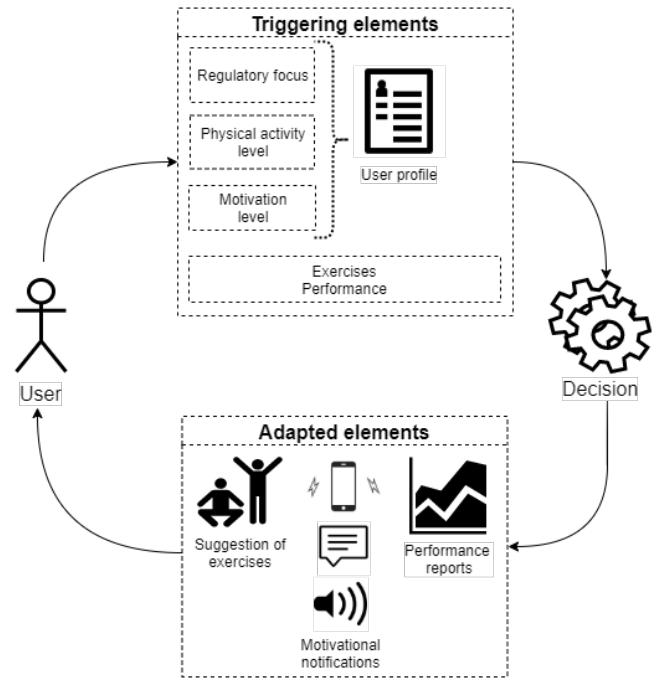 Triggering elements
Regulatory focus
Physical activity
level
Motivation
level
User profile
Exercises
Performance
User
Decision
Adapted elements
Suggestion of
exercises
Motivational
notifications
Performance
reports